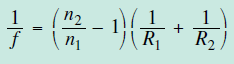 1/f = (n₂/n₁ − 1)(1/R₁ + 1/R₂)